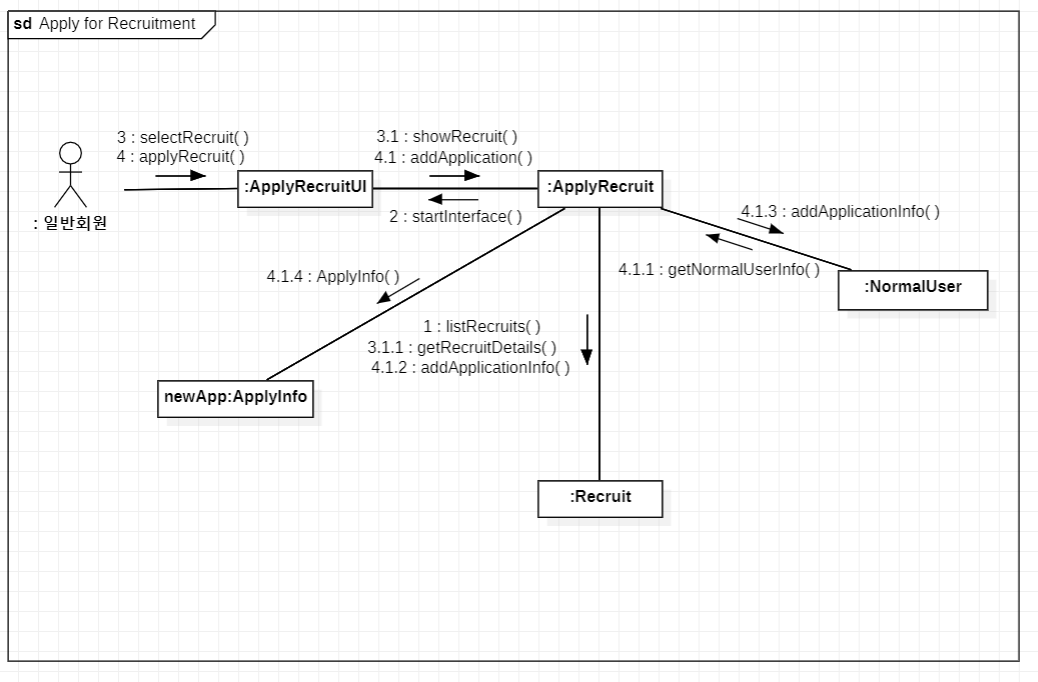 sd Apply for Recruitment
3 : selectRecruit( )
4 : applyRecruit( )
3.1 : showRecruit( )
4.1 : addApplication( )
: 일반회원
:ApplyRecruitUI
:ApplyRecruit
2 : startInterface( )
4.1.3 : addApplicationInfo( )
4.1.1 : getNormalUserInfo( )
:NormalUser
4.1.4 : ApplyInfo( )
1 : listRecruits( )
3.1.1 : getRecruitDetails( )
4.1.2 : addApplicationInfo( )
newApp:ApplyInfo
:Recruit